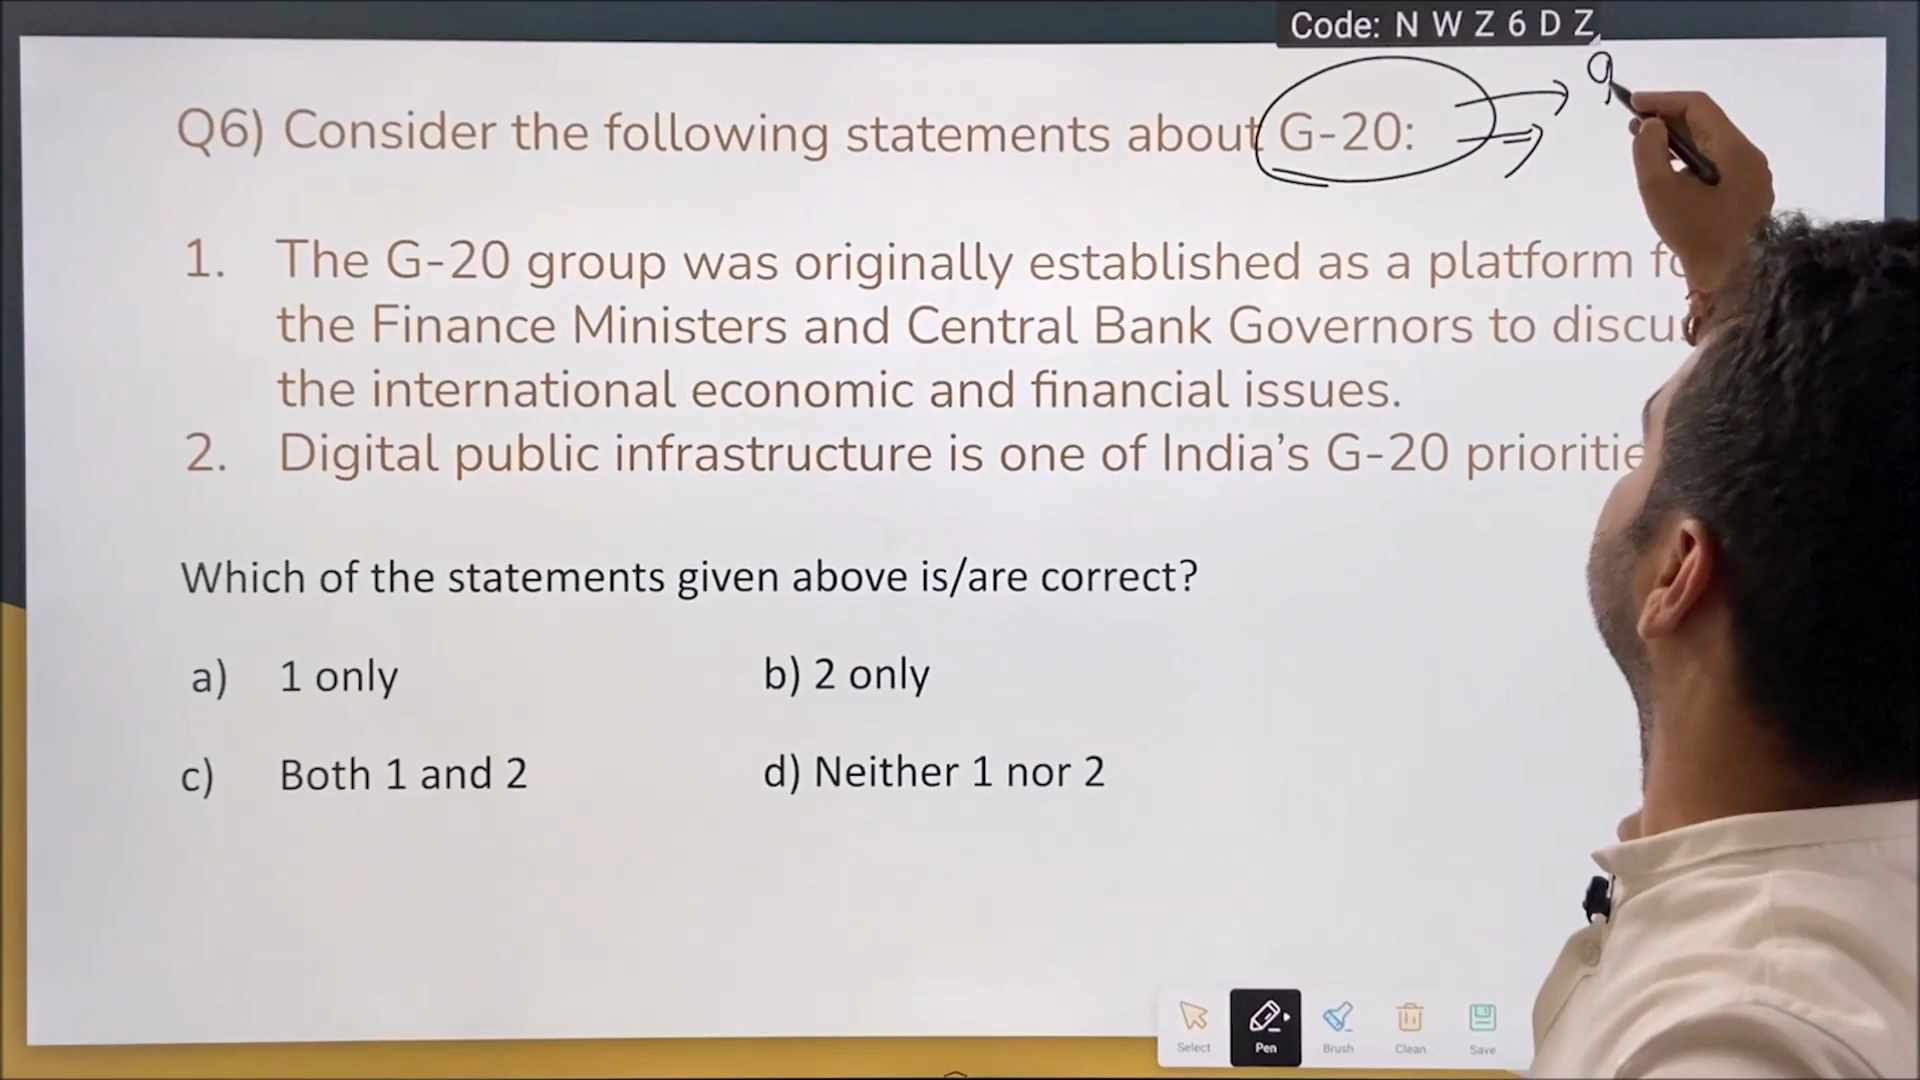 Code: N W Z 6 D Z
9
Q6) Consider the following statements about G-20:
1. The G-20 group was originally established as a platform
the Finance Ministers and Central Bank Governors to
the international economic and financial issues.
2. Digital public infrastructure is one of India's G-20
Which of the statements given above is/are correct?
a) 1 only
b) 2 only
c) Both 1 and 2
d) Neither 1 nor 2
Select
Pen
Brush
Clean
Save